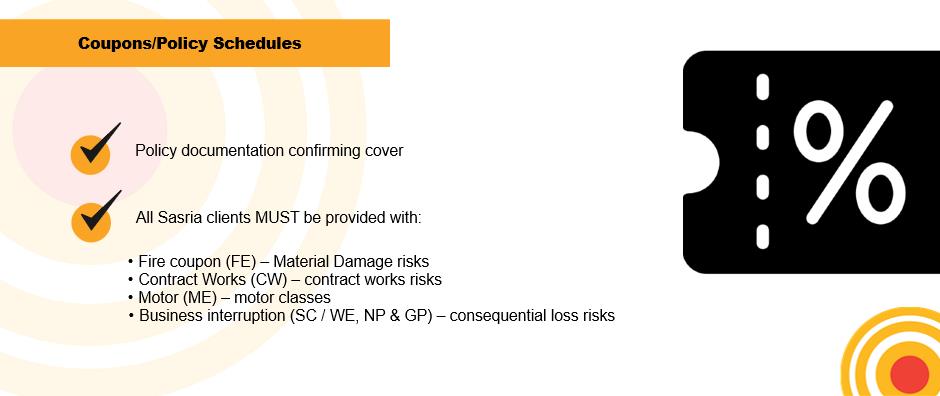 Coupons/Policy Schedules
Policy documentation confirming cover
All Sasria clients MUST be provided with:
• Fire coupon (FE) – Material Damage risks
• Contract Works (CW) – contract works risks
• Motor (ME) – motor classes
• Business interruption (SC / WE, NP & GP) – consequential loss risks
%